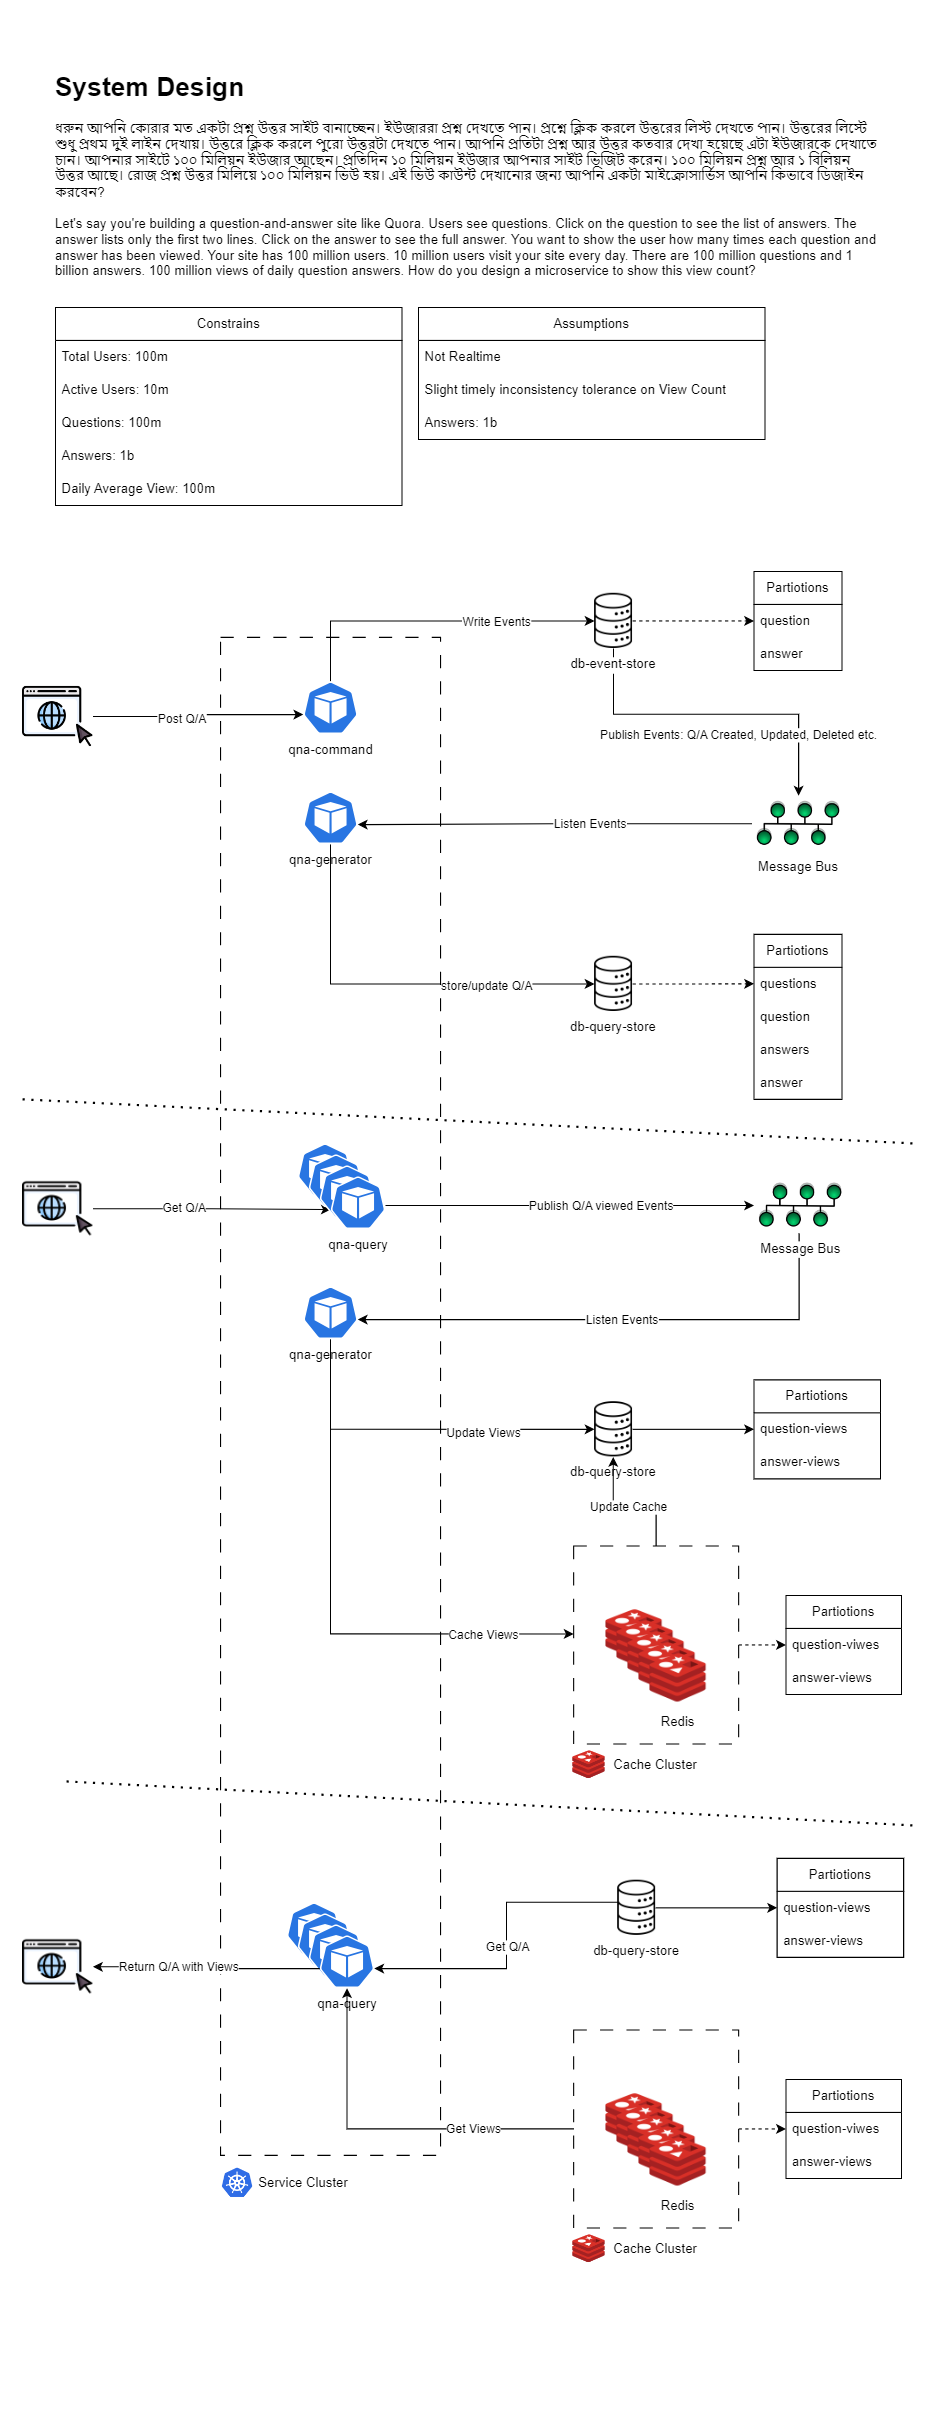 System Design
ধরুন আপনি কোরার মত একটা প্রশ্ন উত্তর সাইট বানাচ্ছেন। ইউজাররা প্রশ্ন দেখতে পান। প্রশ্নে ক্লিক করলে উত্তরের লিস্ট দেখতে পান। উত্তরের লিস্টে
শুধু প্রথম দুই লাইন দেখায়। উত্তরে ক্লিক করলে পুরো উত্তরটা দেখতে পান। আপনি প্রতিটা প্রশ্ন আর উত্তর কতবার দেখা হয়েছে এটা ইউজারকে দেখাতে
চান। আপনার সাইটে ১০০ মিলিয়ন ইউজার আছেন। প্রতিদিন ১০ মিলিয়ন ইউজার আপনার সাইট ভিজিট করেন। ১০০ মিলিয়ন প্রশ্ন আর ১ বিলিয়ন
উত্তর আছে। রোজ প্রশ্ন উত্তর মিলিয়ে ১০০ মিলিয়ন ভিউ হয়। এই ভিউ কাউন্ট দেখানোর জন্য আপনি একটা মাইক্রোসার্ভিস আপনি কিভাবে ডিজাইন
করবেন?
Let's say you're building a question-and-answer site like Quora. Users see questions. Click on the question to see the list of answers. The
answer lists only the first two lines. Click on the answer to see the full answer. You want to show the user how many times each question and
answer has been viewed. Your site has 100 million users. 10 million users visit your site every day. There are 100 million questions and 1
billion answers. 100 million views of daily question answers. How do you design a microservice to show this view count?
Constrains
Total Users: 100m
Active Users: 10m
Questions: 100m
Answers: 1b
Daily Average View: 100m
Assumptions
Not Realtime
Slight timely inconsistency tolerance on View Count
Answers: 1b
Partiotions
question
answer
Write Events
db-event-store
Post Q/A
qna-command
Publish Events: Q/A Created, Updated, Deleted etc.
Listen Events
qna-generator
Message Bus
Partiotions
questions
question
answers
answer
store/update Q/A
db-query-store
Get Q/A
Publish Q/A viewed Events
qna-query
Message Bus
Listen Events
qna-generator
Partiotions
question-views
answer-views
Update Views
db-query-store
Update Cache
Cache Views
Partiotions
question-viwes
answer-views
Redis
Cache Cluster
Partiotions
question-views
answer-views
Get Q/A
db-query-store
Return Q/A with Views
qna-query
Get Views
Partiotions
question-viwes
answer-views
Service Cluster
Redis
Cache Cluster